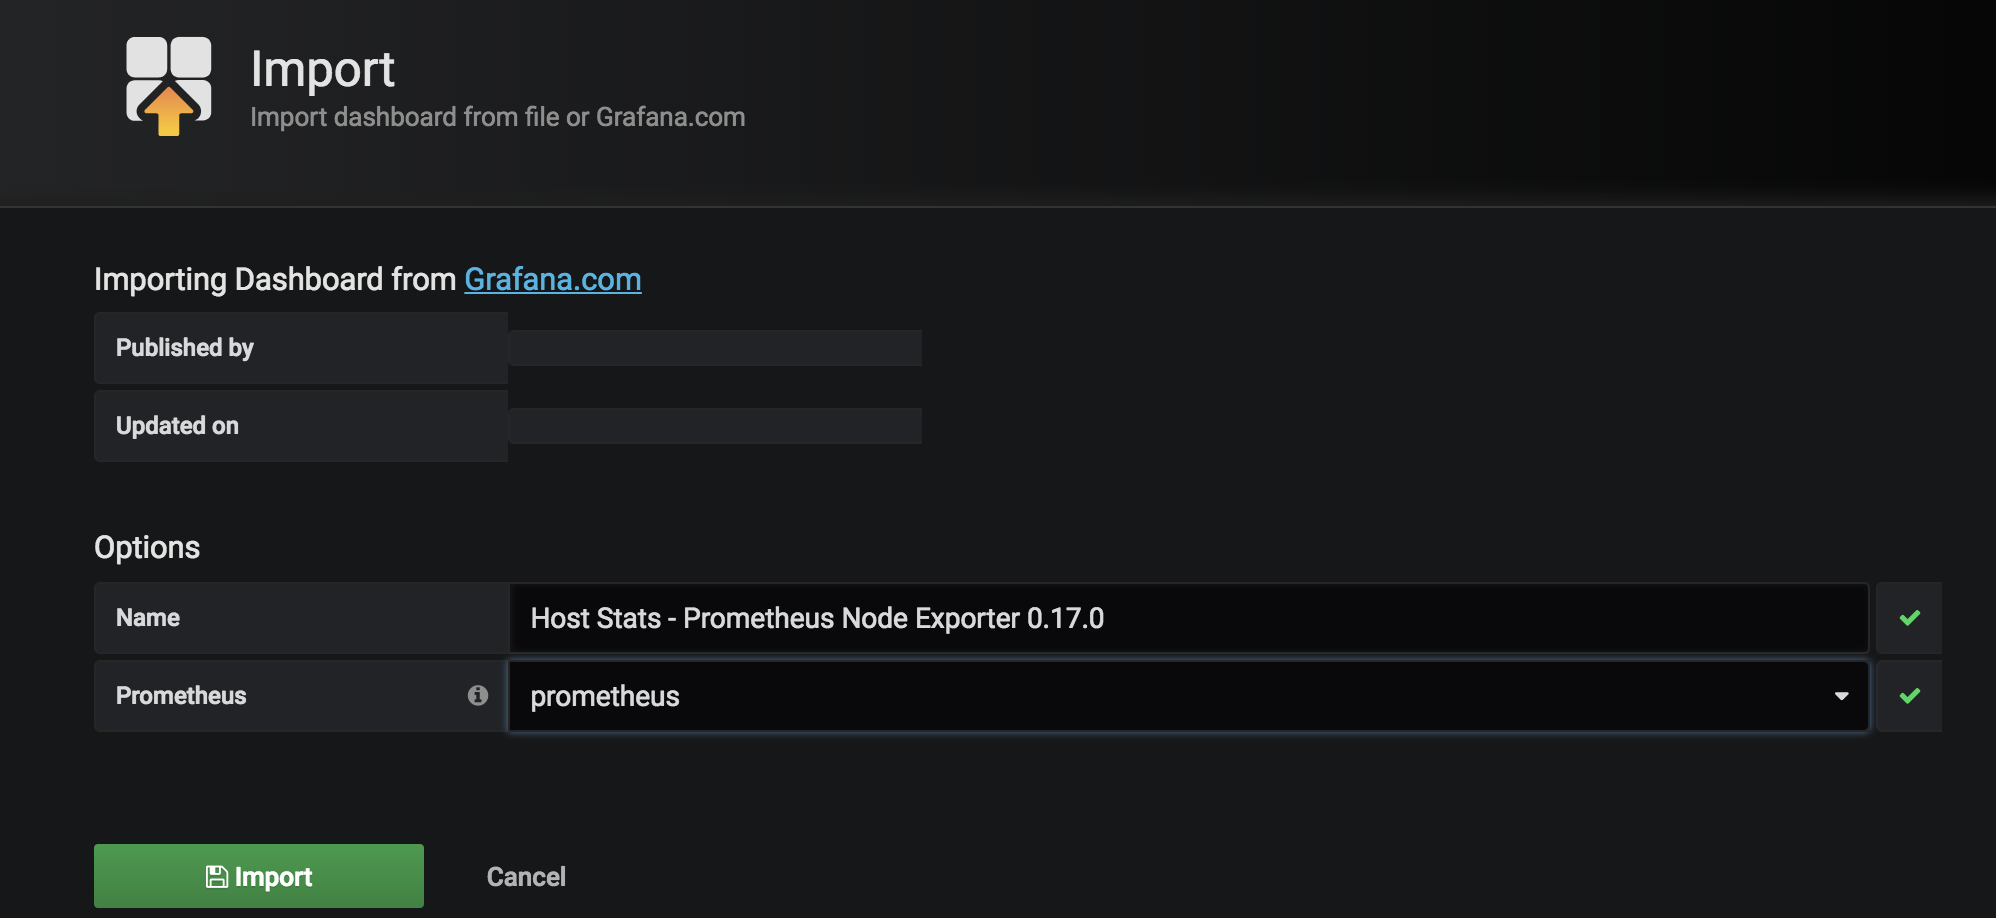 Import
Import dashboard from file or Grafana.com
Importing Dashboard from Grafana.com
Published by
Updated on
Options
Name Host Stats - Prometheus Node Exporter 0.17.0
Prometheus prometheus
Import Cancel